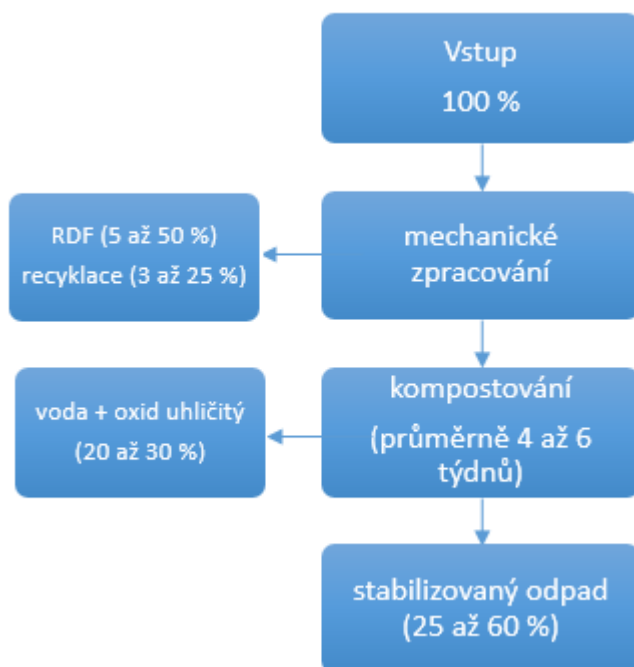 Vstup
100 %
mechanické
zpracování
RDF (5 až 50 %)
recyklace (3 až 25 %)
kompostování
(průměrně 4 až 6
týdnů)
voda + oxid uhličitý
(20 až 30 %)
stabilizovaný odpad
(25 až 60 %)